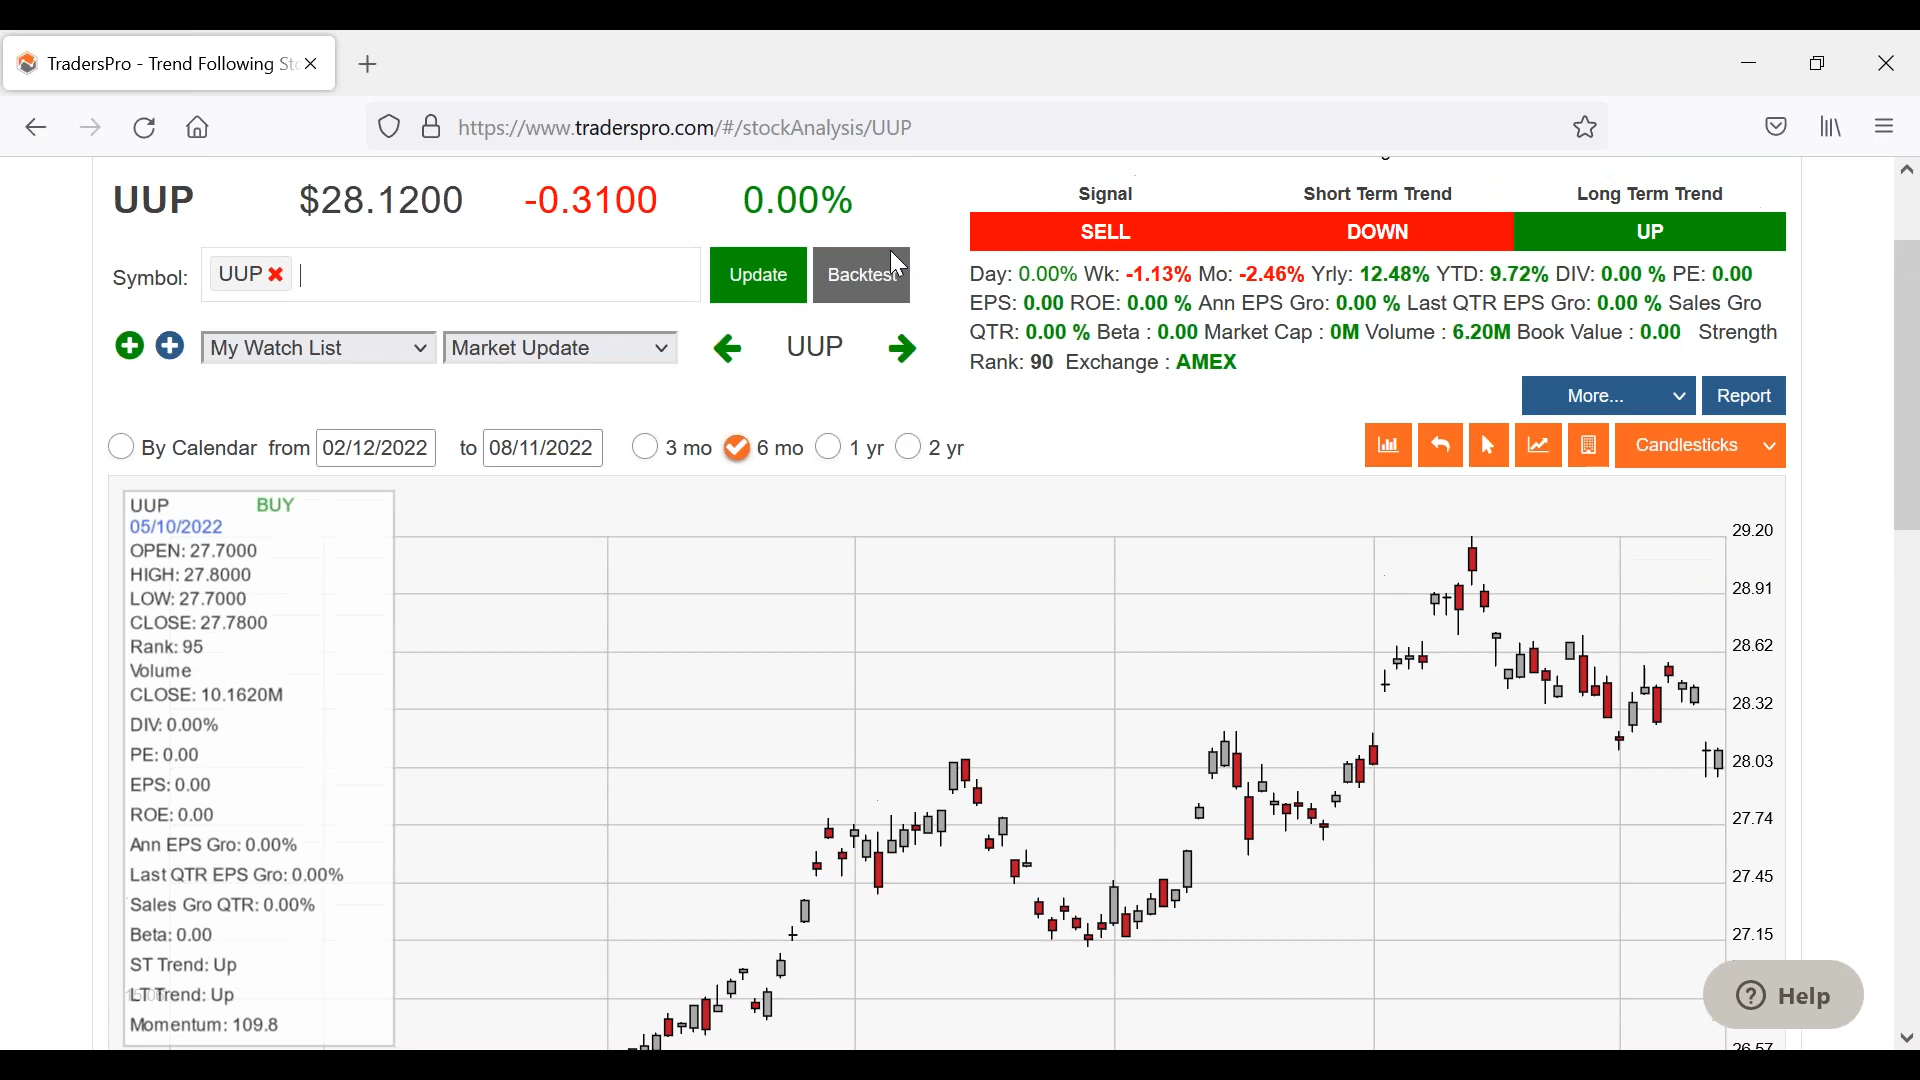 TradersPro - Trend Following Sto
https://www.traderspro.com/#/stockAnalysis/UUP
UUP $28.1200 -0.3100 0.00%
Signal Short Term Trend Long Term Trend
SELL DOWN UP
Symbol: UUP Update Backtest
Day: 0.00% Wk: -1.13% Mo: -2.46% Yrly: 12.48% YTD: 9.72% DIV: 0.00 % PE: 0.00
EPS: 0.00 ROE: 0.00 % Ann EPS Gro: 0.00 % Last QTR EPS Gro: 0.00 % Sales Gro
QTR: 0.00 % Beta : 0.00 Market Cap : 0M Volume : 6.20M Book Value : 0.00 Strength
Rank: 90 Exchange : AMEX
My Watch List Market Update UUP
More... Report
By Calendar from 02/12/2022 to 08/11/2022 3 mo 6 mo 1 yr 2 yr
Candlesticks
UUP BUY
05/10/2022
OPEN: 27.7000
HIGH: 27.8000
LOW: 27.7000
CLOSE: 27.7800
Rank: 95
Volume
CLOSE: 10.1620M
DIV: 0.00%
PE: 0.00
EPS: 0.00
ROE: 0.00
Ann EPS Gro: 0.00%
Last QTR EPS Gro: 0.00%
Sales Gro QTR: 0.00%
Beta: 0.00
ST Trend: Up
LT Trend: Up
Momentum: 109.8
29.20
28.91
28.62
28.32
28.03
27.74
27.45
27.15
26.57
Help